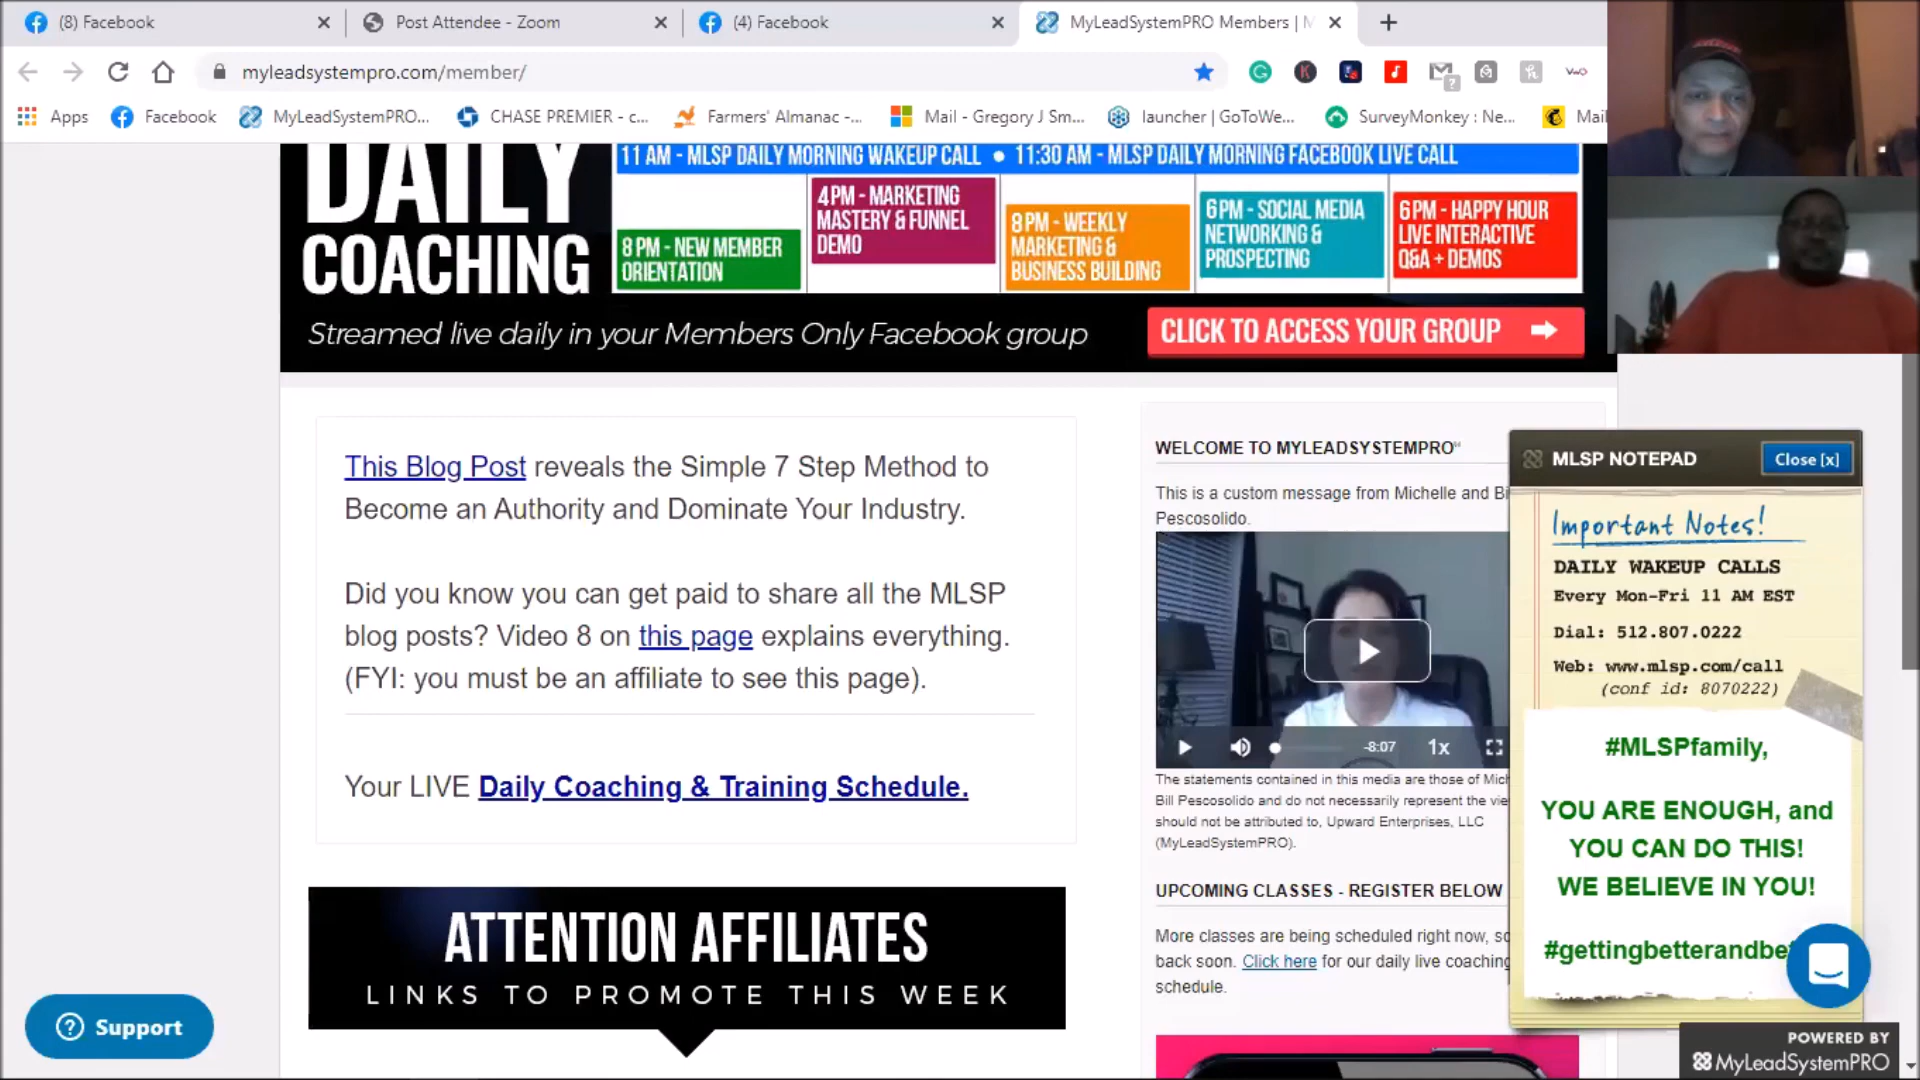 (8) Facebook
Post Attendee - Zoom
(4) Facebook
MyLeadSystemPRO Members |
myleadsystempro.com/member/
Apps
Facebook
MyLeadSystemPRO...
CHASE PREMIER - c...
Farmers' Almanac -...
Mail - Gregory J Sm...
launcher | GoToWe...
SurveyMonkey : Ne...
Mail
DAILY
COACHING
11 AM - MLSP DAILY MORNING WAKEUP CALL • 11:30 AM - MLSP DAILY MORNING FACEBOOK LIVE CALL
8 PM - NEW MEMBER
ORIENTATION
4PM - MARKETING
MASTERY & FUNNEL
DEMO
8PM - WEEKLY
MARKETING &
BUSINESS BUILDING
6PM - SOCIAL MEDIA
NETWORKING &
PROSPECTING
6PM - HAPPY HOUR
LIVE INTERACTIVE
Q&A + DEMOS
Streamed live daily in your Members Only Facebook group
CLICK TO ACCESS YOUR GROUP
This Blog Post reveals the Simple 7 Step Method to
Become an Authority and Dominate Your Industry.
Did you know you can get paid to share all the MLSP
blog posts? Video 8 on this page explains everything.
(FYI: you must be an affiliate to see this page).
Your LIVE Daily Coaching & Training Schedule.
ATTENTION AFFILIATES
LINKS TO PROMOTE THIS WEEK
WELCOME TO MYLEADSYSTEMPRO
This is a custom message from Michelle and Bi
Pescosolido.
-8:07
1x
The statements contained in this media are those of Mich
Bill Pescosolido and do not necessarily represent the vie
should not be attributed to, Upward Enterprises, LLC
(MyLeadSystemPRO).
UPCOMING CLASSES - REGISTER BELOW
More classes are being scheduled right now, so
back soon. Click here for our daily live coaching
schedule.
MLSP NOTEPAD
Close [x]
Important Notes!
DAILY WAKEUP CALLS
Every Mon-Fri 11 AM EST
Dial: 512.807.0222
Web: www.mlsp.com/call
(conf id: 8070222)
#MLSPfamily,
YOU ARE ENOUGH, and
YOU CAN DO THIS!
WE BELIEVE IN YOU!
#gettingbetterandbe
Support
POWERED BY
MyLeadSystemPRO